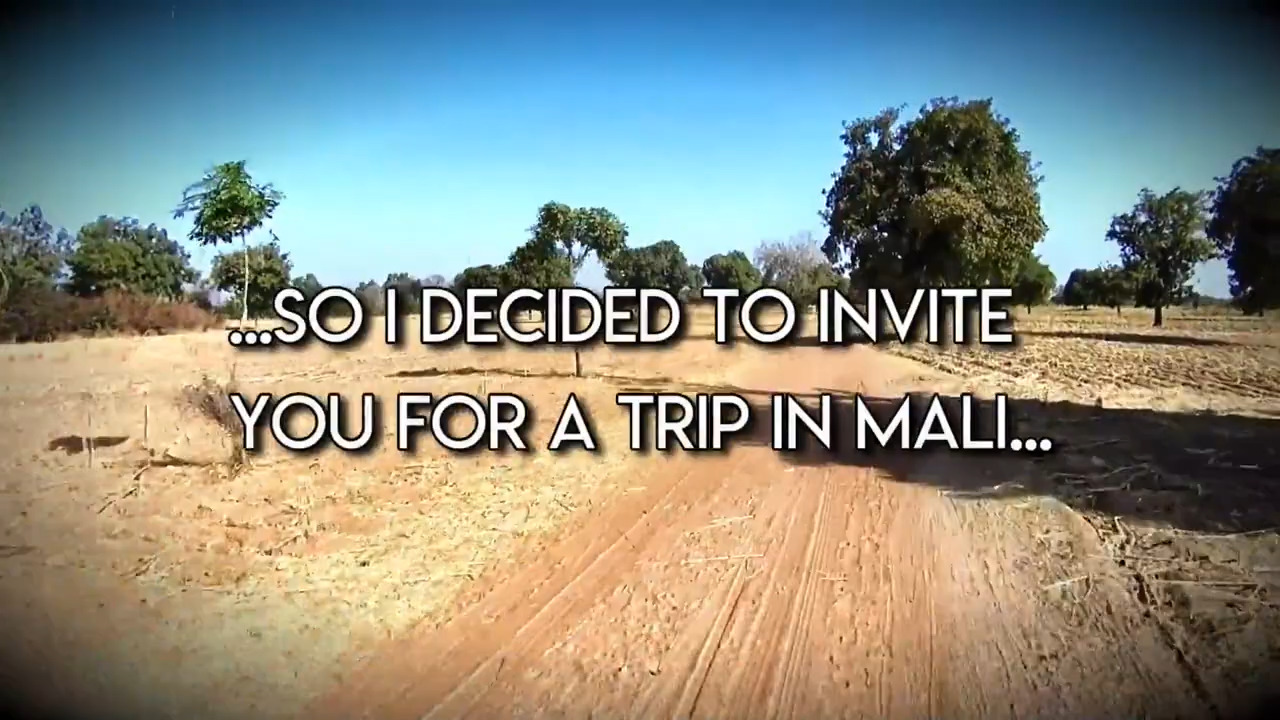 ...SO I DECIDED TO INVITE
YOU FOR A TRIP IN MALI...